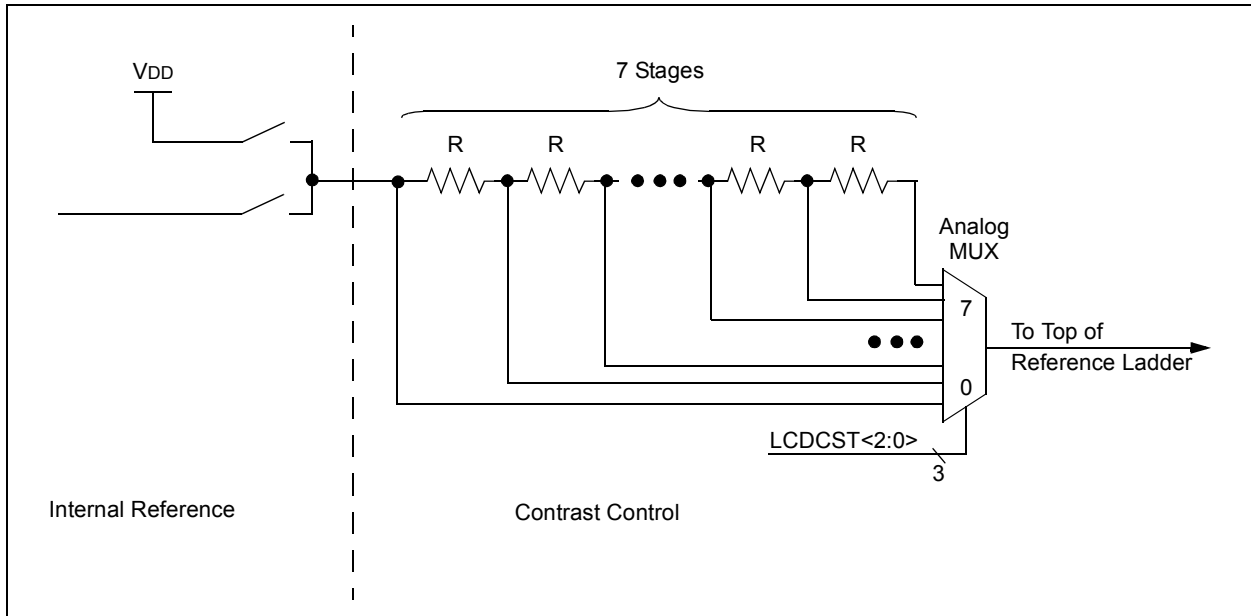 VDD
7 Stages
R
R
R
R
Analog
MUX
7
To Top of
Reference Ladder
0
LCDCST<2:0>
3
Internal Reference
Contrast Control